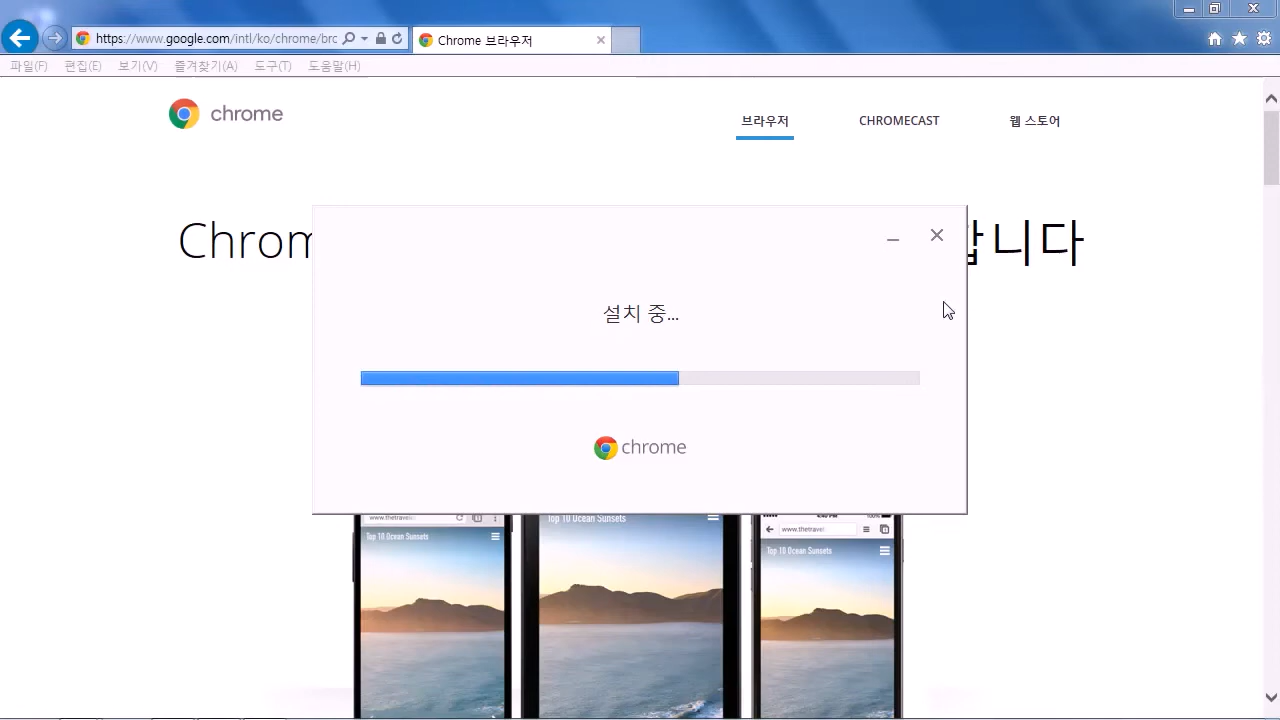 https://www.google.com/intl/ko/chrome/brc
Chrome 브라우저
파일(F) 편집(E) 보기(V) 즐겨찾기(A) 도구(T) 도움말(H)
chrome
브라우저 CHROMECAST 웹 스토어
Chrom 니다
설치 중...
chrome
www.thetravel
Top 10 Ocean Sunsets
Top 10 Ocean Sunsets
www.thetravel
Top 10 Ocean Sunsets